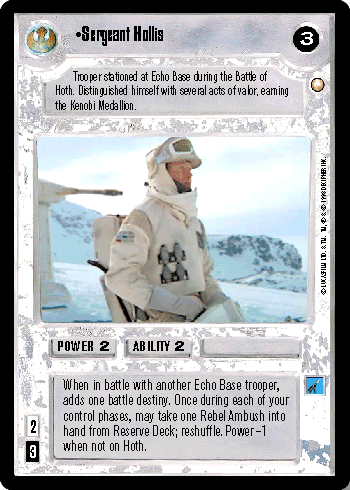 •Sergeant Hollis
3
Trooper stationed at Echo Base during the Battle of
Hoth. Distinguished himself with several acts of valor, earning
the Kenobi Medallion.
POWER 2 ABILITY 2
When in battle with another Echo Base trooper,
adds one battle destiny. Once during each of your
control phases, may take one Rebel Ambush into
hand from Reserve Deck; reshuffle. Power -1
when not on Hoth.
2
3